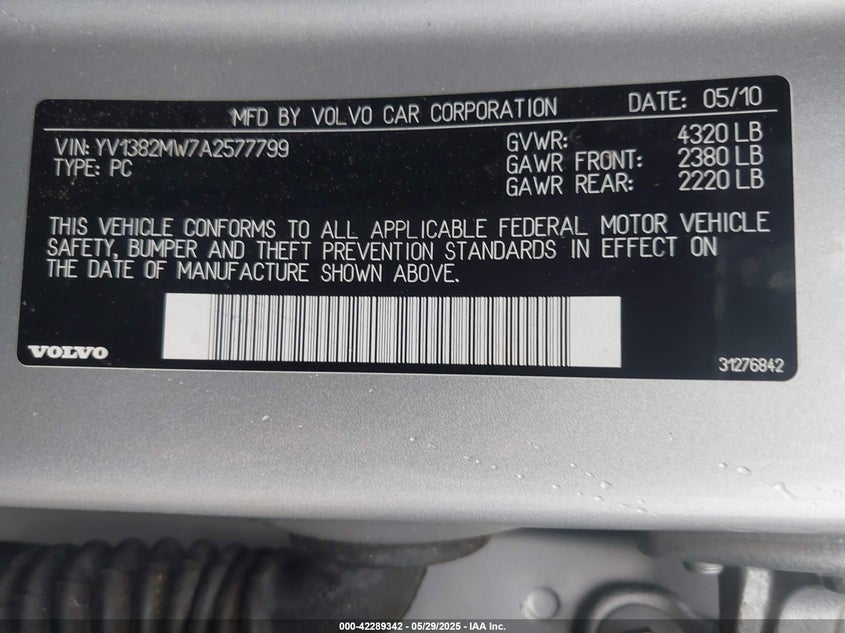 MFD BY VOLVO CAR CORPORATION DATE: 05/10
VIN: YV1382MW7A2577799 GVWR: 4320 LB
TYPE: PC GAWR FRONT: 2380 LB
GAWR REAR: 2220 LB
THIS VEHICLE CONFORMS TO ALL APPLICABLE FEDERAL MOTOR VEHICLE
SAFETY, BUMPER AND THEFT PREVENTION STANDARDS IN EFFECT ON
THE DATE OF MANUFACTURE SHOWN ABOVE.
VOLVO 31276842
000-42289342 - 05/29/2025 - IAA Inc.